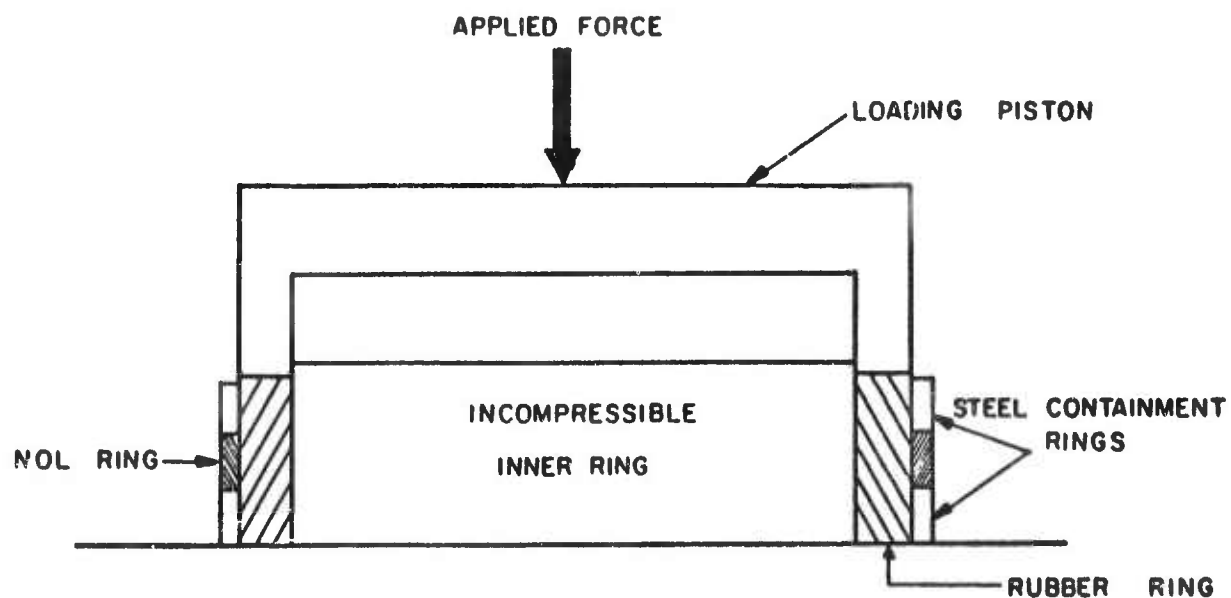 APPLIED FORCE
LOADING PISTON
INCOMPRESSIBLE
INNER RING
STEEL CONTAINMENT
RINGS
NOL RING
RUBBER RING